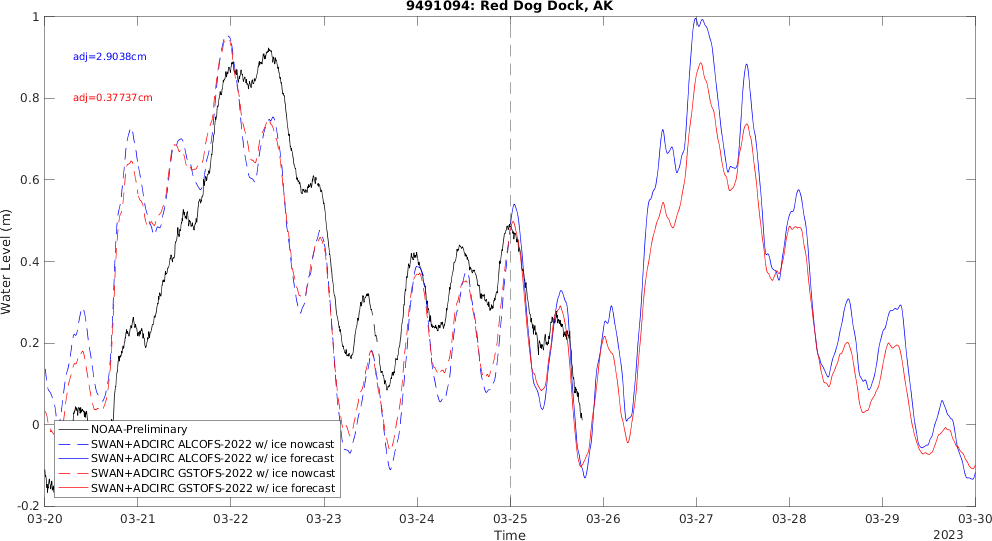 9491094: Red Dog Dock, AK
adj=2.9038cm
adj=0.37737cm
Water Level (m)
1
0.8
0.6
0.4
0.2
0
-0.2
NOAA-Preliminary
SWAN+ADCIRC ALCOFS-2022 w/ ice nowcast
SWAN+ADCIRC ALCOFS-2022 w/ ice forecast
SWAN+ADCIRC GSTOFS-2022 w/ ice nowcast
SWAN+ADCIRC GSTOFS-2022 w/ ice forecast
03-20 03-21 03-22 03-23 03-24 03-25 03-26 03-27 03-28 03-29 03-30
Time
2023